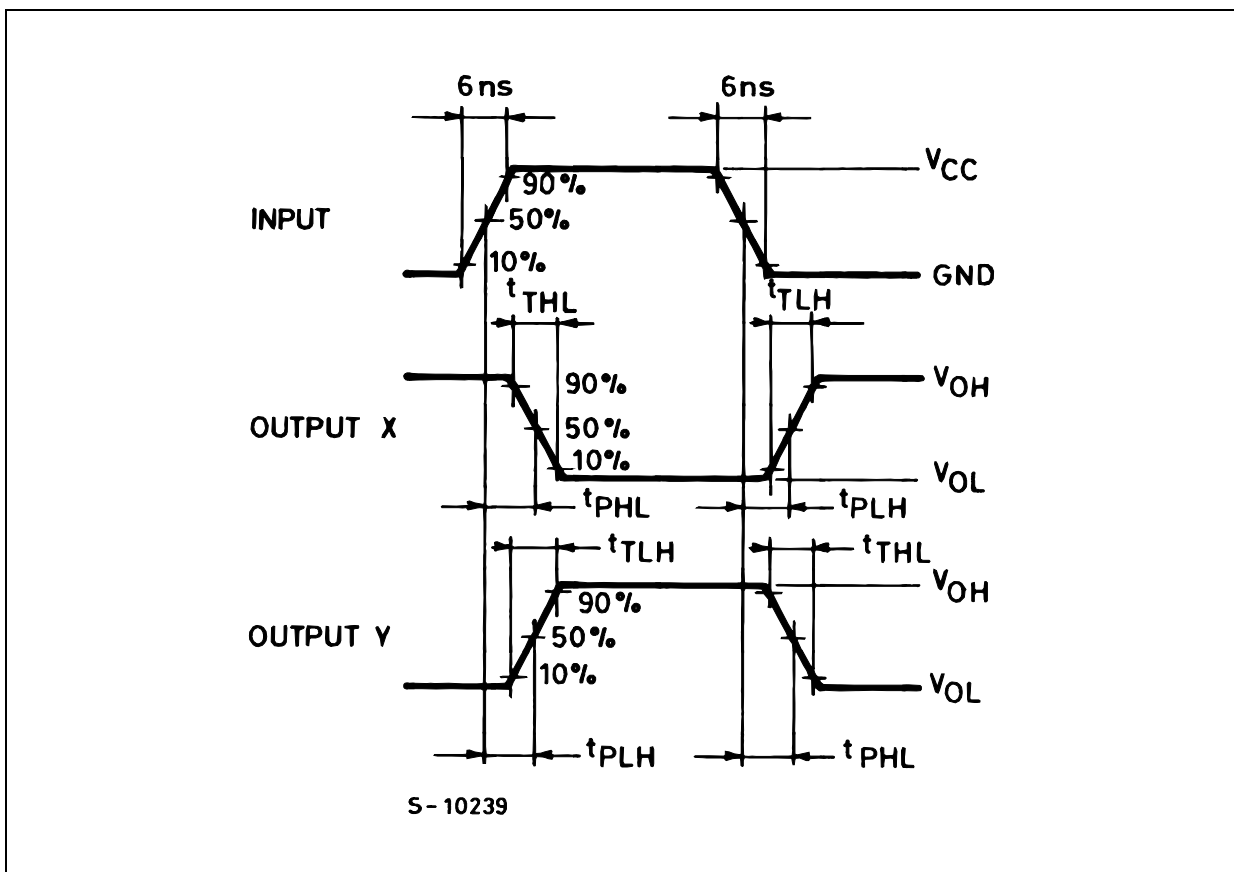 6ns 6ns
VCC
90%
INPUT 50%
10%
GND
tTHL tTLH
90% VOH
OUTPUT X 50%
10%
VOL
tPHL tPLH
tTLH tTHL
VOH
90%
OUTPUT Y 50%
10%
VOL
tPLH tPHL
S-10239